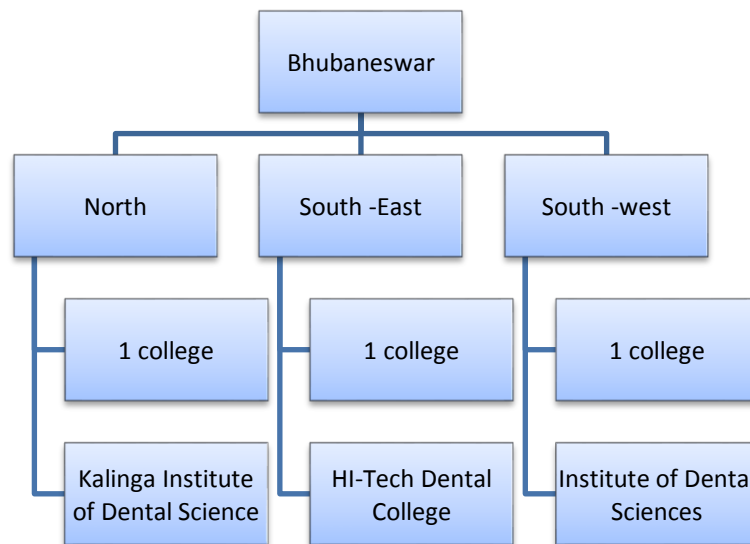 Bhubaneswar
North
South -East
South -west
1 college
1 college
1 college
Kalinga Institute
of Dental Science
HI-Tech Dental
College
Institute of Dental
Sciences